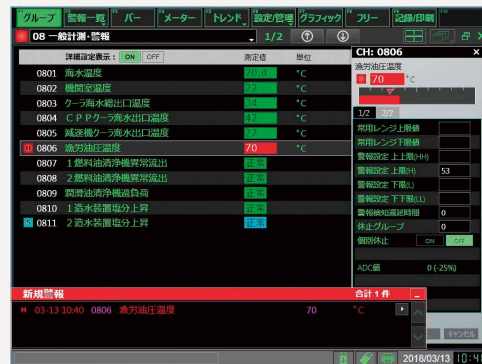 グループ 警報一覧 バー メーター トレンド 設定/管理 グラフィック フリー 記録/印刷
08 一般計測・警報 1/2
詳細設定表示: ON OFF 測定値 単位
0801 海水温度 20.0 °C
0802 機関室温度 22 °C
0803 クーラ海水総出口温度 34 °C
0804 CPPクーラ海水出口温度 42 °C
0805 減速機クーラ海水出口温度 27 °C
H 0806 漁労油圧温度 70 °C
0807 1燃料油清浄機異常流出 正常
0808 2燃料油清浄機異常流出 正常
0809 潤滑油清浄機過負荷 正常
0810 1造水装置塩分上昇 正常
S 0811 2造水装置塩分上昇 正常
CH: 0806 ×
漁労油圧温度
70 °C
1/2 2/2
常用レンジ上限値
常用レンジ下限値
警報設定 上上限(HH)
警報設定 上限(H) 53
警報設定 下限(L)
警報設定 下下限(LL)
警報検知遅延時間 0
休止グループ 0
個別休止 ON OFF
ADC値 0 (-25%)
キャンセル
新規警報 合計 1 件
H 03-13 10:40 0806 漁労油圧温度 70 °C
2018/03/13